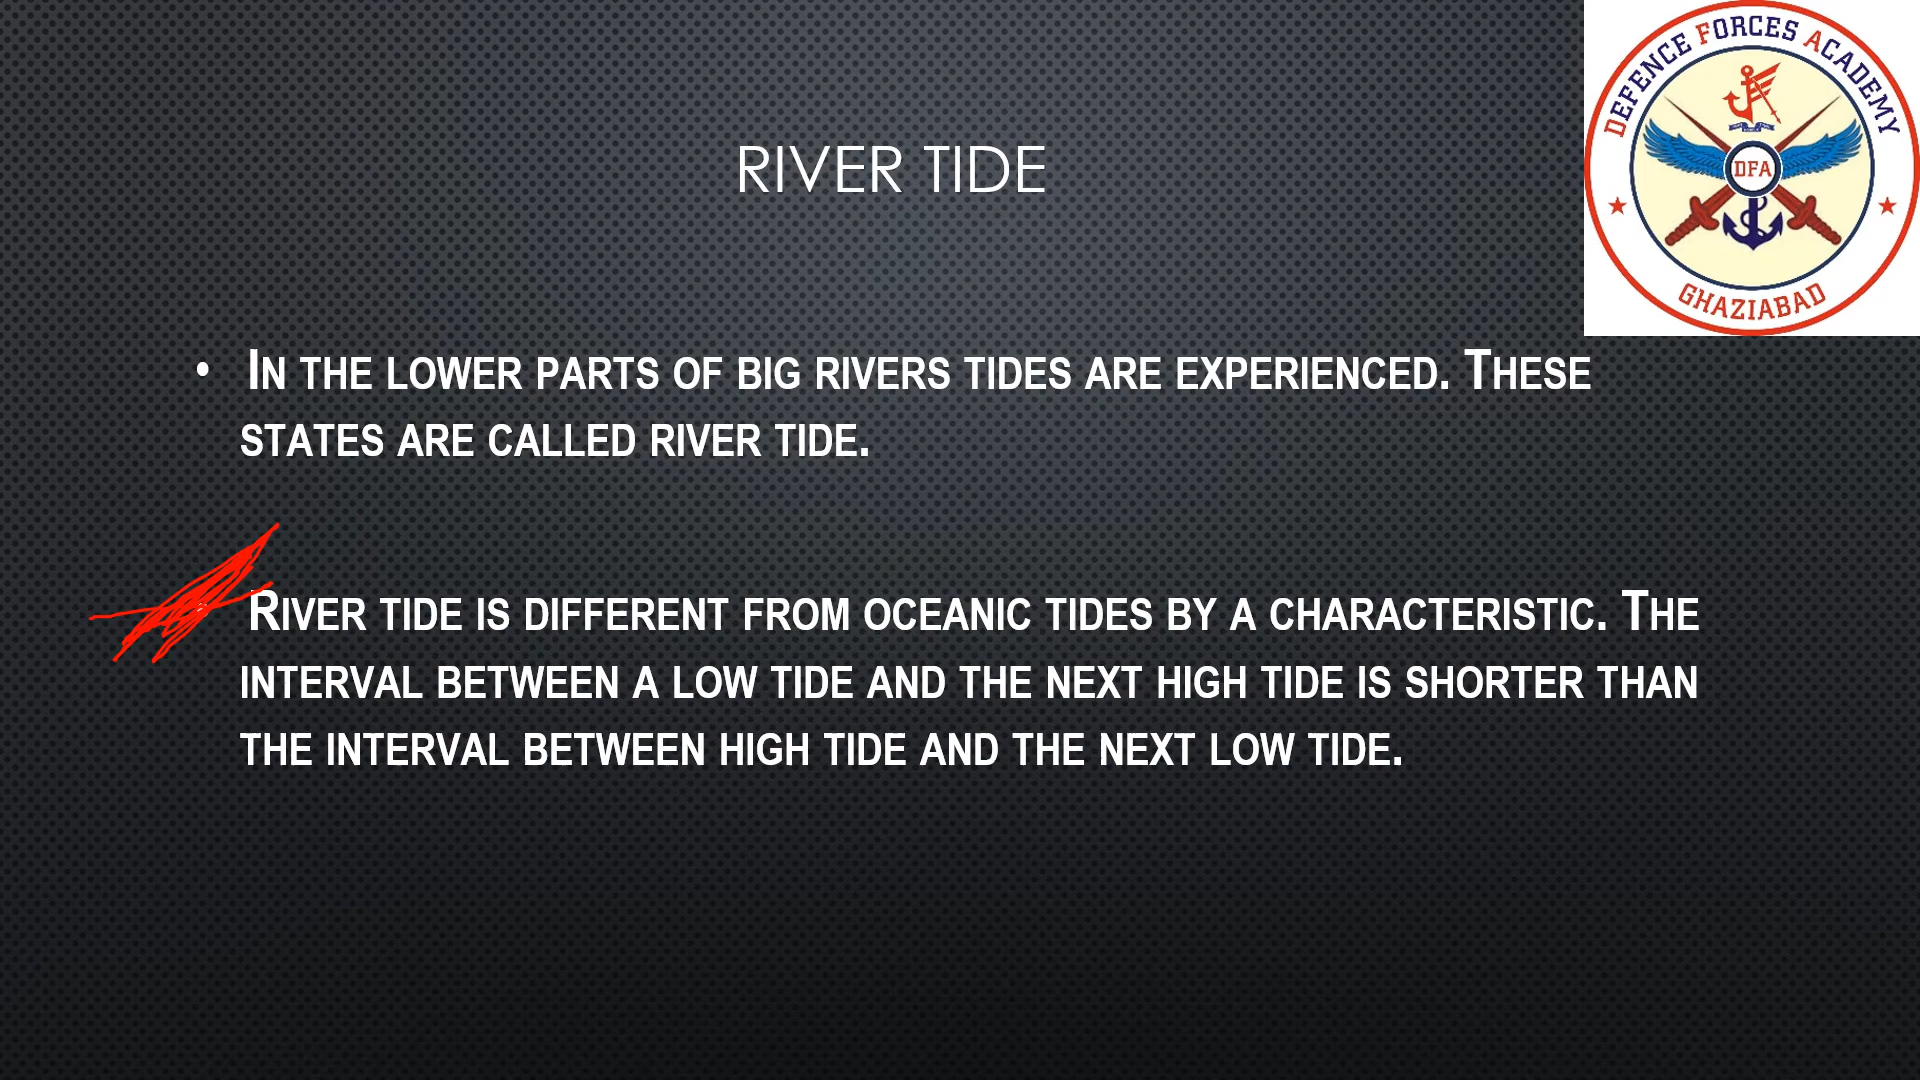 DEFENCE FORCES ACADEMY
DFA
GHAZIABAD
RIVER TIDE
• IN THE LOWER PARTS OF BIG RIVERS TIDES ARE EXPERIENCED. THESE
STATES ARE CALLED RIVER TIDE.
RIVER TIDE IS DIFFERENT FROM OCEANIC TIDES BY A CHARACTERISTIC. THE
INTERVAL BETWEEN A LOW TIDE AND THE NEXT HIGH TIDE IS SHORTER THAN
THE INTERVAL BETWEEN HIGH TIDE AND THE NEXT LOW TIDE.